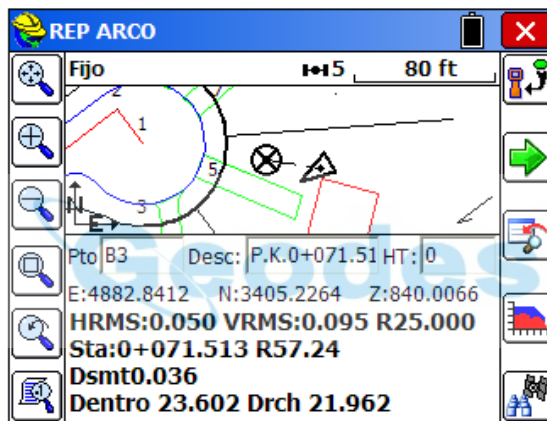 REP ARCO
Fijo 5 80 ft
2
1
5
3
N
E
Pto B3 Desc: P.K.0+071.51 HT: 0
E:4882.8412 N:3405.2264 Z:840.0066
HRMS:0.050 VRMS:0.095 R25.000
Sta:0+071.513 R57.24
Dsmt0.036
Dentro 23.602 Drch 21.962
Geodes